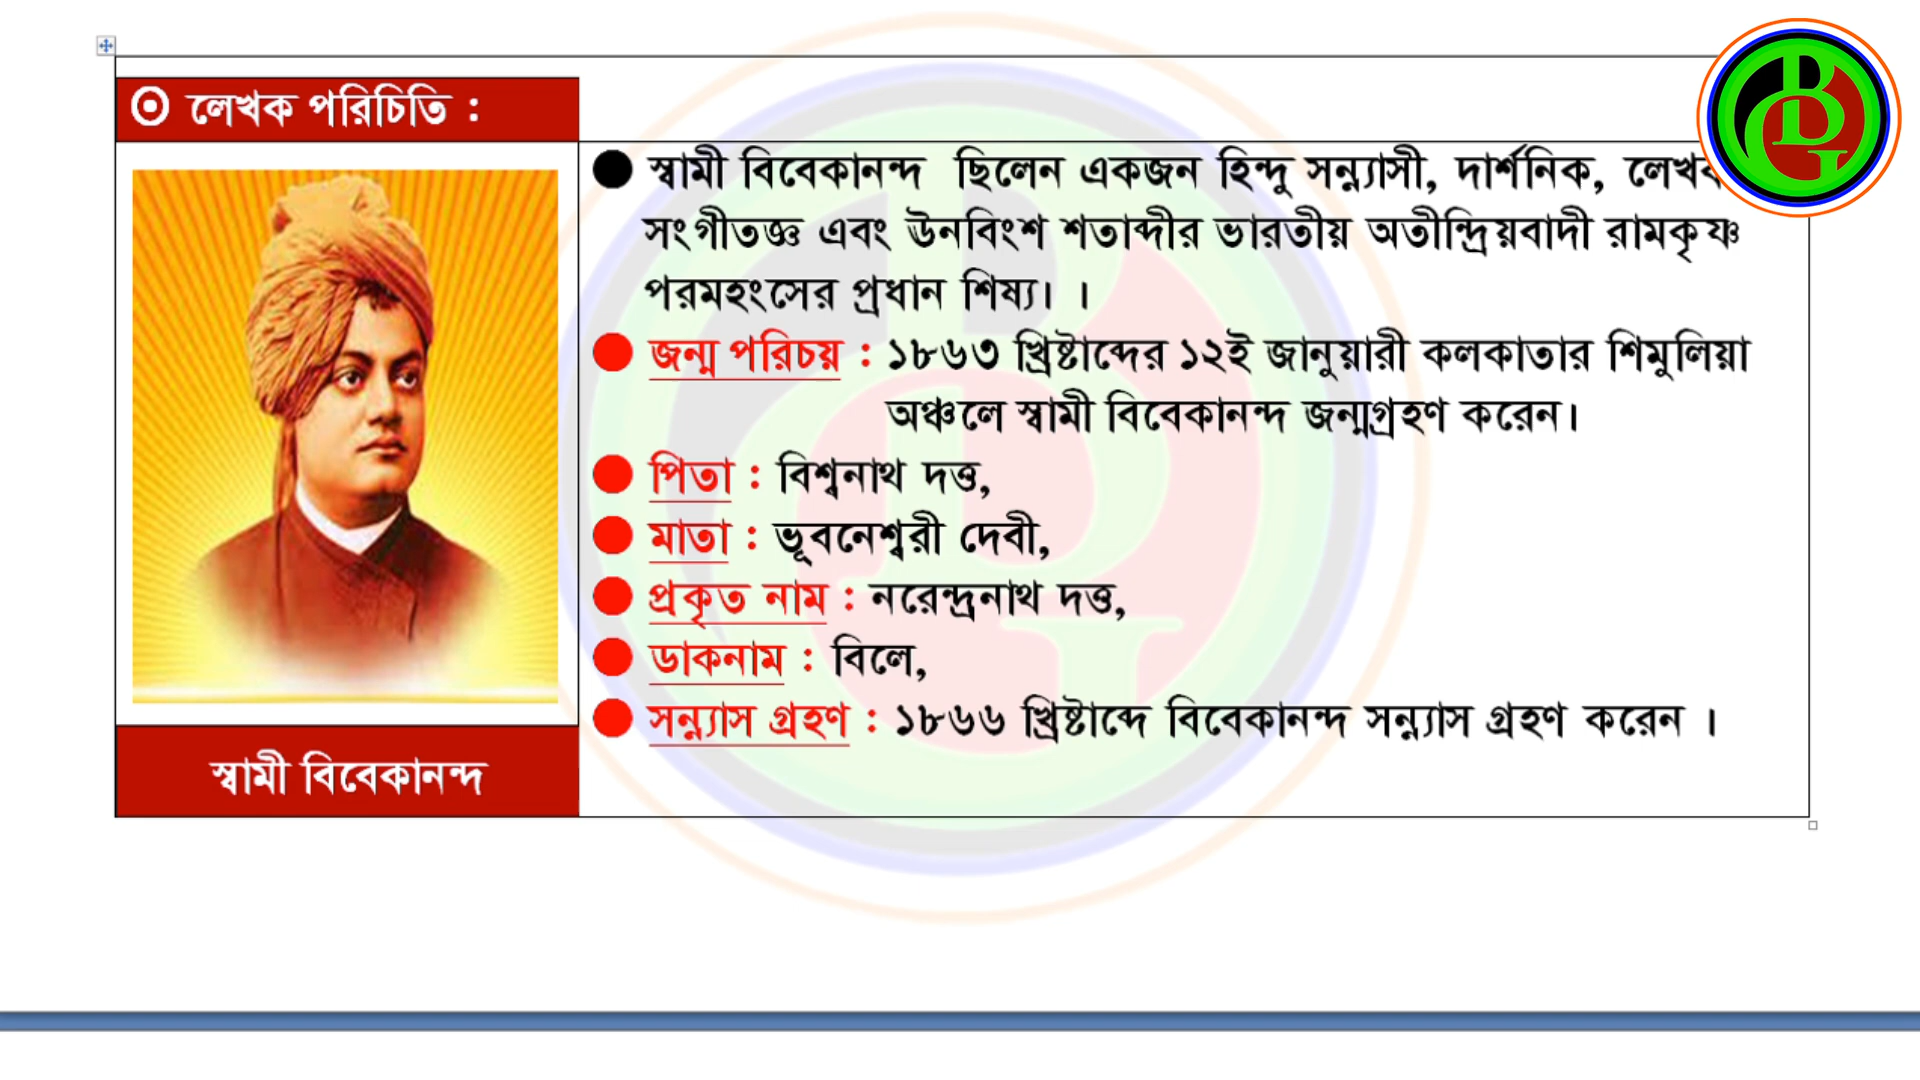 লেখক পরিচিতি :
স্বামী বিবেকানন্দ ছিলেন একজন হিন্দু সন্ন্যাসী, দার্শনিক,
সংগীতজ্ঞ এবং ঊনবিংশ শতাব্দীর ভারতীয় অতীন্দ্রিয়বাদী রামকৃষ্ণ
পরমহংসের প্রধান শিষ্য। ।
জন্ম পরিচয় : ১৮৬৩ খ্রিষ্টাব্দের ১২ই জানুয়ারী কলকাতার শিমুলিয়া
অঞ্চলে স্বামী বিবেকানন্দ জন্মগ্রহণ করেন।
পিতা : বিশ্বনাথ দত্ত,
মাতা : ভূবনেশ্বরী দেবী,
প্রকৃত নাম : নরেন্দ্রনাথ দত্ত,
ডাকনাম : বিলে,
সন্ন্যাস গ্রহণ : ১৮৬৬ খ্রিষ্টাব্দে বিবেকানন্দ সন্ন্যাস গ্রহণ করেন ।
স্বামী বিবেকানন্দ